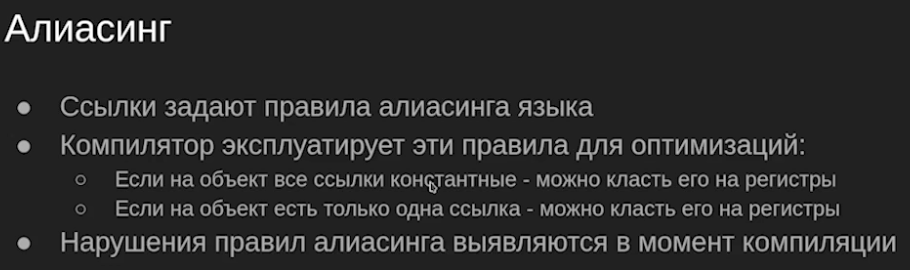 Алиасинг
● Ссылки задают правила алиасинга языка
● Компилятор эксплуатирует эти правила для оптимизаций:
○ Если на объект все ссылки константные - можно класть его на регистры
○ Если на объект есть только одна ссылка - можно класть его на регистры
● Нарушения правил алиасинга выявляются в момент компиляции